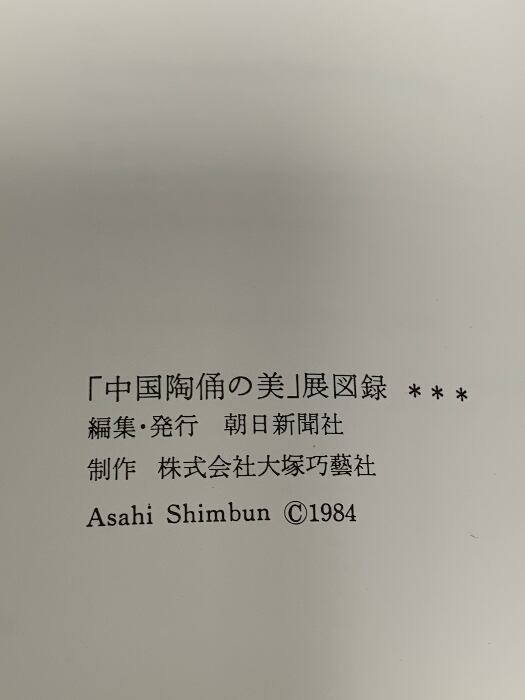 「中国陶俑の美」展図録 ＊＊＊
編集・発行　朝日新聞社
制作　株式会社大塚巧藝社
Asahi Shimbun ©1984